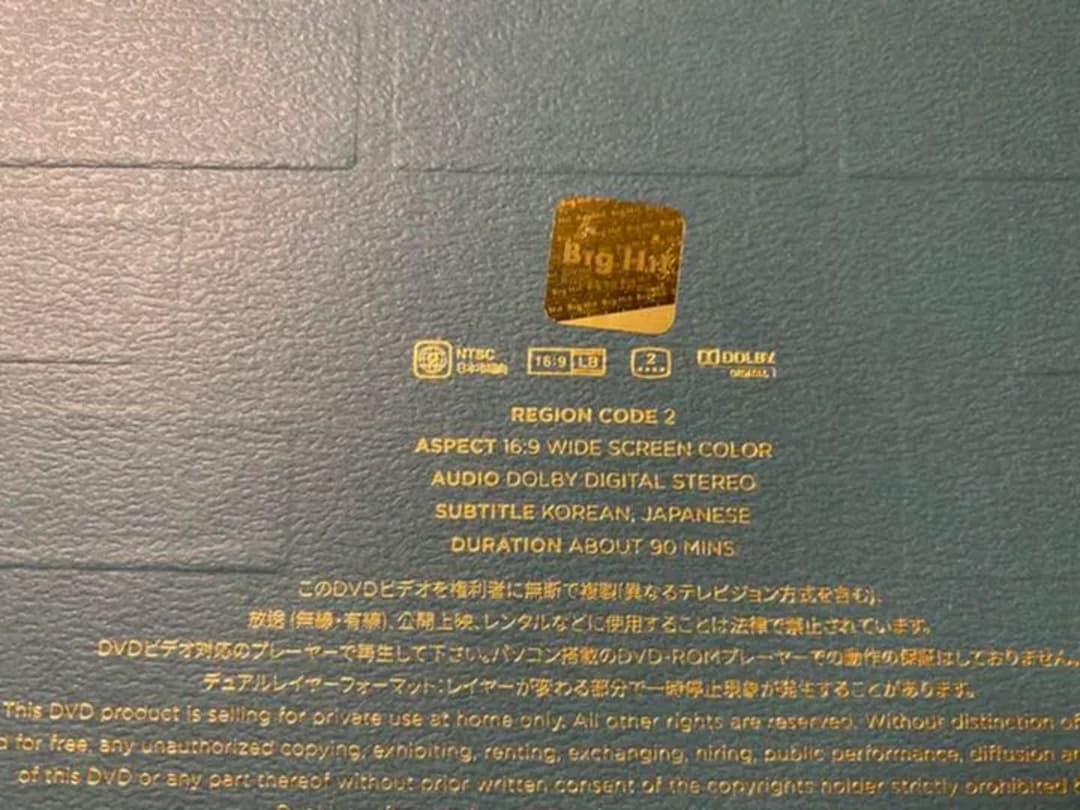 Big Hit
NTSC
日本市場向
16:9 LB
2
DOLBY
DIGITAL
REGION CODE 2
ASPECT 16:9 WIDE SCREEN COLOR
AUDIO DOLBY DIGITAL STEREO
SUBTITLE KOREAN, JAPANESE
DURATION ABOUT 90 MINS
このDVDビデオを権利者に無断で複製(異なるテレビジョン方式を含む)、
放送 (無線・有線)、公開上映、レンタルなどに使用することは法律で禁止されています。
DVDビデオ対応のプレーヤーで再生して下さい。パソコン搭載のDVD-ROMプレーヤーでの動作の保証はしておりません。
デュアルレイヤーフォーマット:レイヤーが変わる部分で一時停止現象が発生することがあります。
This DVD product is selling for private use at home only. All other rights are reserved. Without distinction of
for free, any unauthorized copying, exhibiting, renting, exchanging, hiring, public performance, diffusion
of this DVD or any part thereof without prior written consent of the copyrights holder strictly prohibited